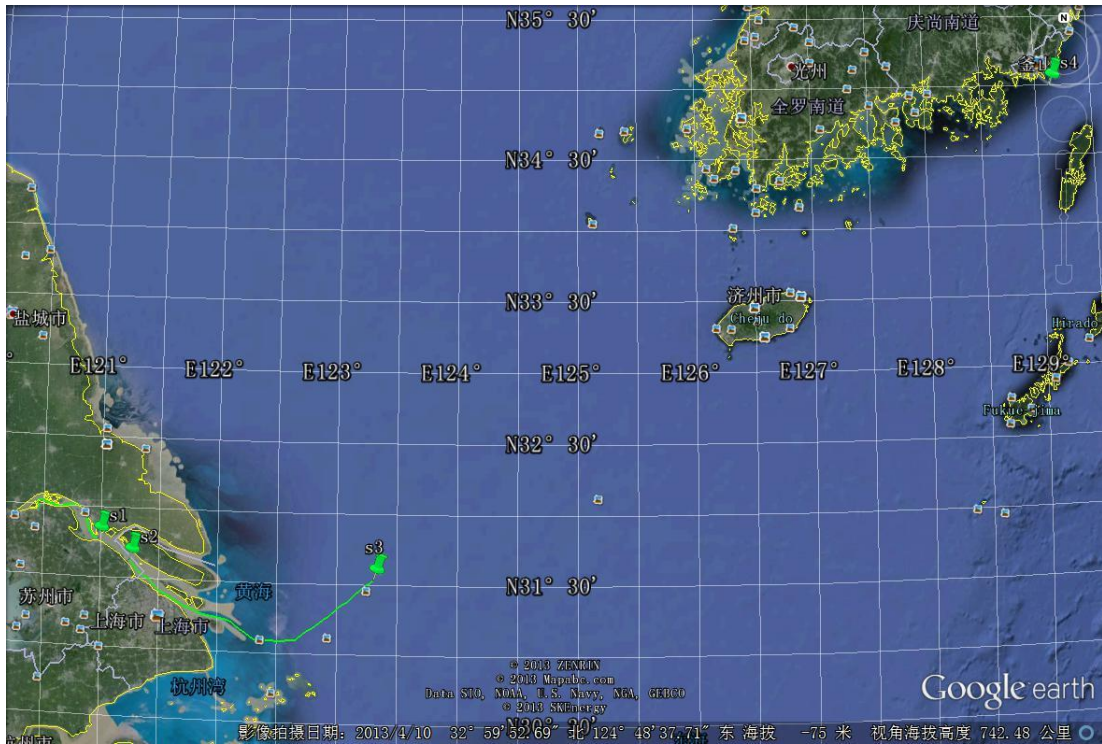 N35° 30'
N
庆尚南道
s4
光州
全罗南道
N34° 30'
N33° 30'
济州市
Cheju do
盐城市
Hirado
E121°
E122°
E123°
E124°
E125°
E126°
E127°
E128°
E129°
Fukue jima
N32° 30'
s1
s2
s3
N31° 30'
黄海
苏州市
上海市
上海市
杭州湾
© 2013 ZENRIN
© 2013 Mapabc.com
Data SIO, NOAA, U.S. Navy, NGA, GEBCO
© 2013 SKEnergy
Google earth
N30° 30'
影像拍摄日期: 2013/4/10 32° 59'52.69" 北 124° 48'37.71" 东 海拔 -75 米 视角海拔高度 742.48 公里